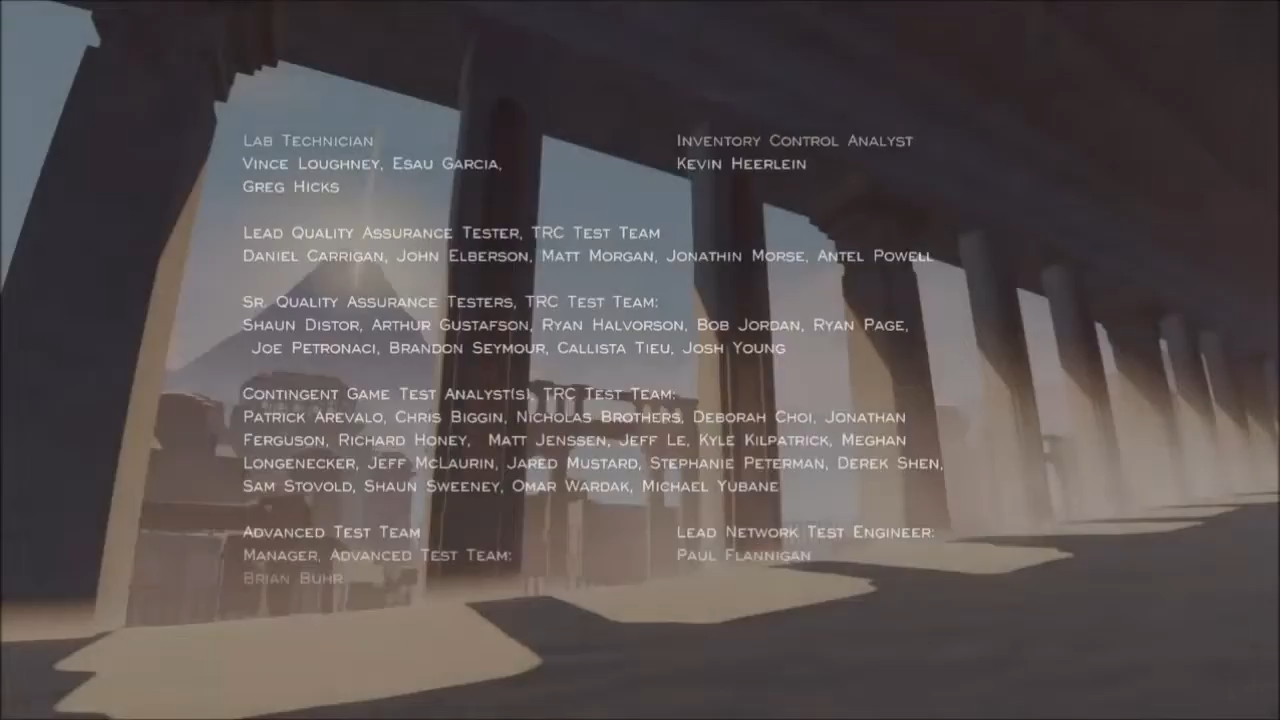 Lab Technician
Vince Loughney, Esau Garcia,
Greg Hicks
Inventory Control Analyst
Kevin Heerlein
Lead Quality Assurance Tester, TRC Test Team
Daniel Carrigan, John Elberson, Matt Morgan, Jonathin Morse, Antel Powell
Sr. Quality Assurance Testers, TRC Test Team:
Shaun Distor, Arthur Gustafson, Ryan Halvorson, Bob Jordan, Ryan Page,
Joe Petronaci, Brandon Seymour, Callista Tieu, Josh Young
Contingent Game Test Analyst(s), TRC Test Team:
Patrick Arevalo, Chris Biggin, Nicholas Brothers, Deborah Choi, Jonathan
Ferguson, Richard Honey, Matt Jenssen, Jeff Le, Kyle Kilpatrick, Meghan
Longenecker, Jeff McLaurin, Jared Mustard, Stephanie Peterman, Derek Shen,
Sam Stovold, Shaun Sweeney, Omar Wardak, Michael Yubane
Advanced Test Team
Manager, Advanced Test Team:
Brian Buhr
Lead Network Test Engineer:
Paul Flannigan